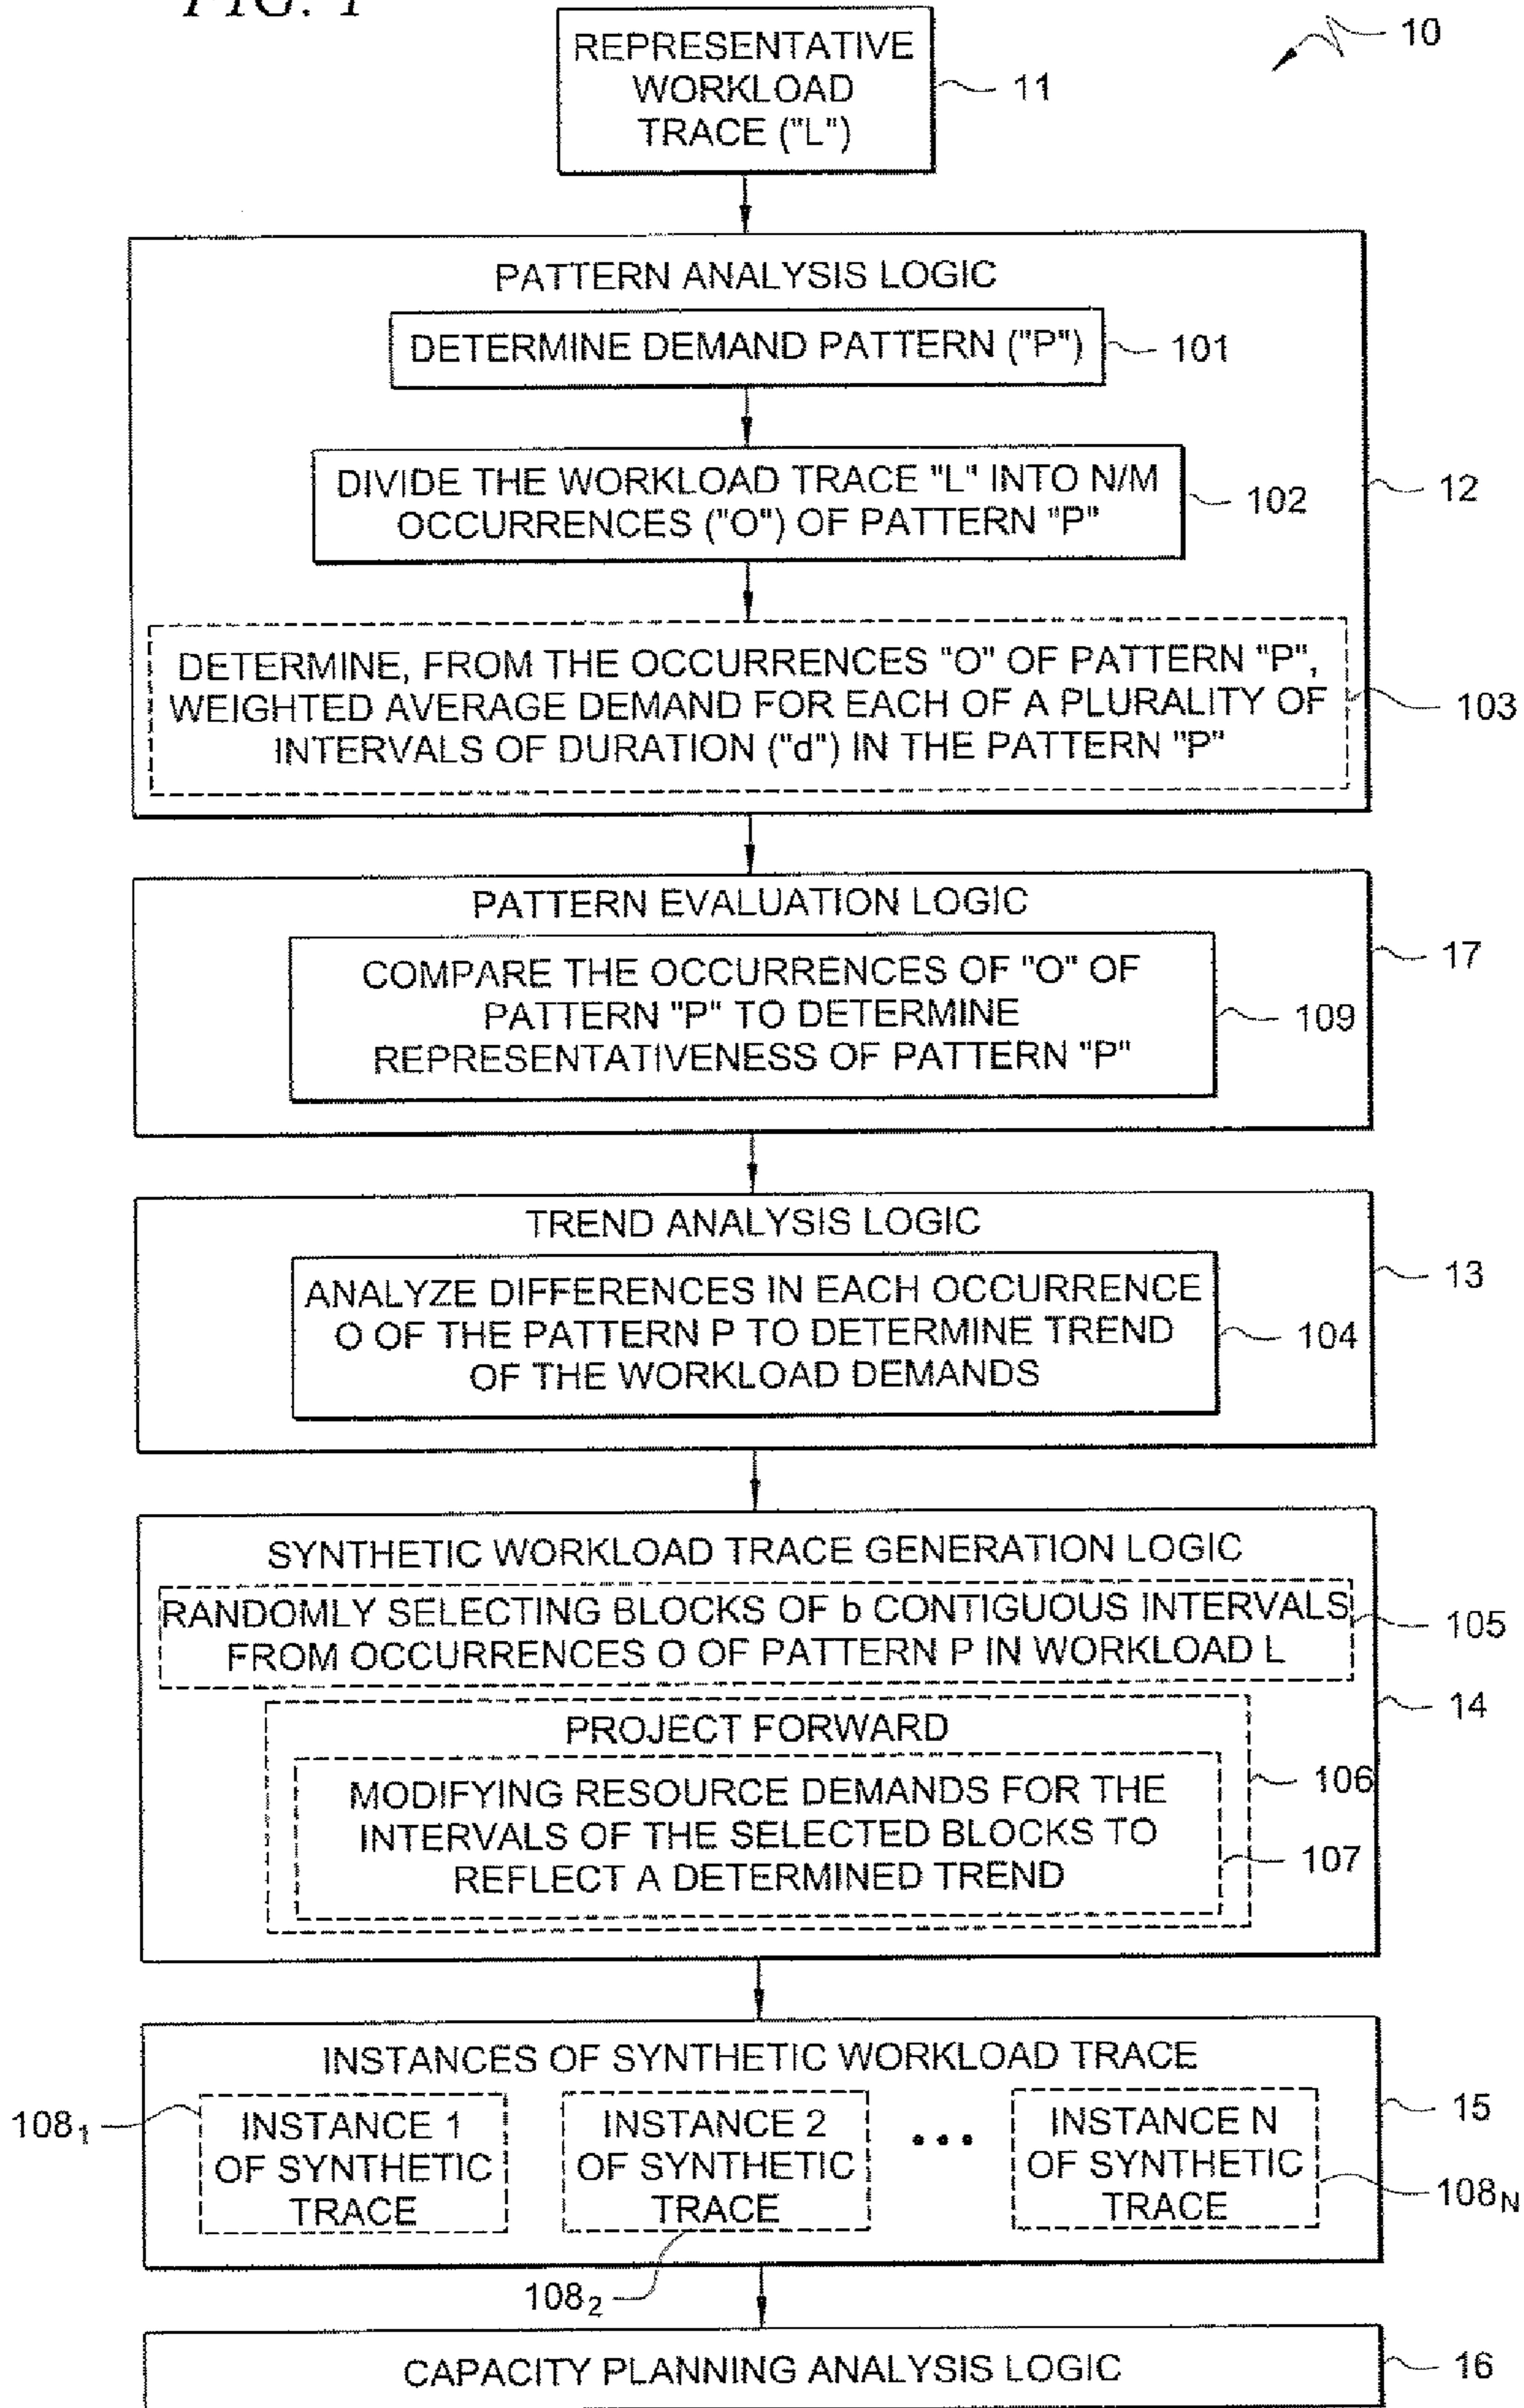 FIG. 1
10
REPRESENTATIVE
WORKLOAD
TRACE ("L")
11
PATTERN ANALYSIS LOGIC
DETERMINE DEMAND PATTERN ("P")
101
DIVIDE THE WORKLOAD TRACE "L" INTO N/M
OCCURRENCES ("O") OF PATTERN "P"
102
12
DETERMINE, FROM THE OCCURRENCES "O" OF PATTERN "P",
WEIGHTED AVERAGE DEMAND FOR EACH OF A PLURALITY OF
INTERVALS OF DURATION ("d") IN THE PATTERN "P"
103
PATTERN EVALUATION LOGIC
17
COMPARE THE OCCURRENCES OF "O" OF
PATTERN "P" TO DETERMINE
REPRESENTATIVENESS OF PATTERN "P"
109
TREND ANALYSIS LOGIC
13
ANALYZE DIFFERENCES IN EACH OCCURRENCE
O OF THE PATTERN P TO DETERMINE TREND
OF THE WORKLOAD DEMANDS
104
SYNTHETIC WORKLOAD TRACE GENERATION LOGIC
RANDOMLY SELECTING BLOCKS OF b CONTIGUOUS INTERVALS
FROM OCCURRENCES O OF PATTERN P IN WORKLOAD L
105
14
PROJECT FORWARD
106
MODIFYING RESOURCE DEMANDS FOR THE
INTERVALS OF THE SELECTED BLOCKS TO
REFLECT A DETERMINED TREND
107
INSTANCES OF SYNTHETIC WORKLOAD TRACE
15
108₁
INSTANCE 1
OF SYNTHETIC
TRACE
INSTANCE 2
OF SYNTHETIC
TRACE
•••
INSTANCE N
OF SYNTHETIC
TRACE
108N
108₂
CAPACITY PLANNING ANALYSIS LOGIC
16